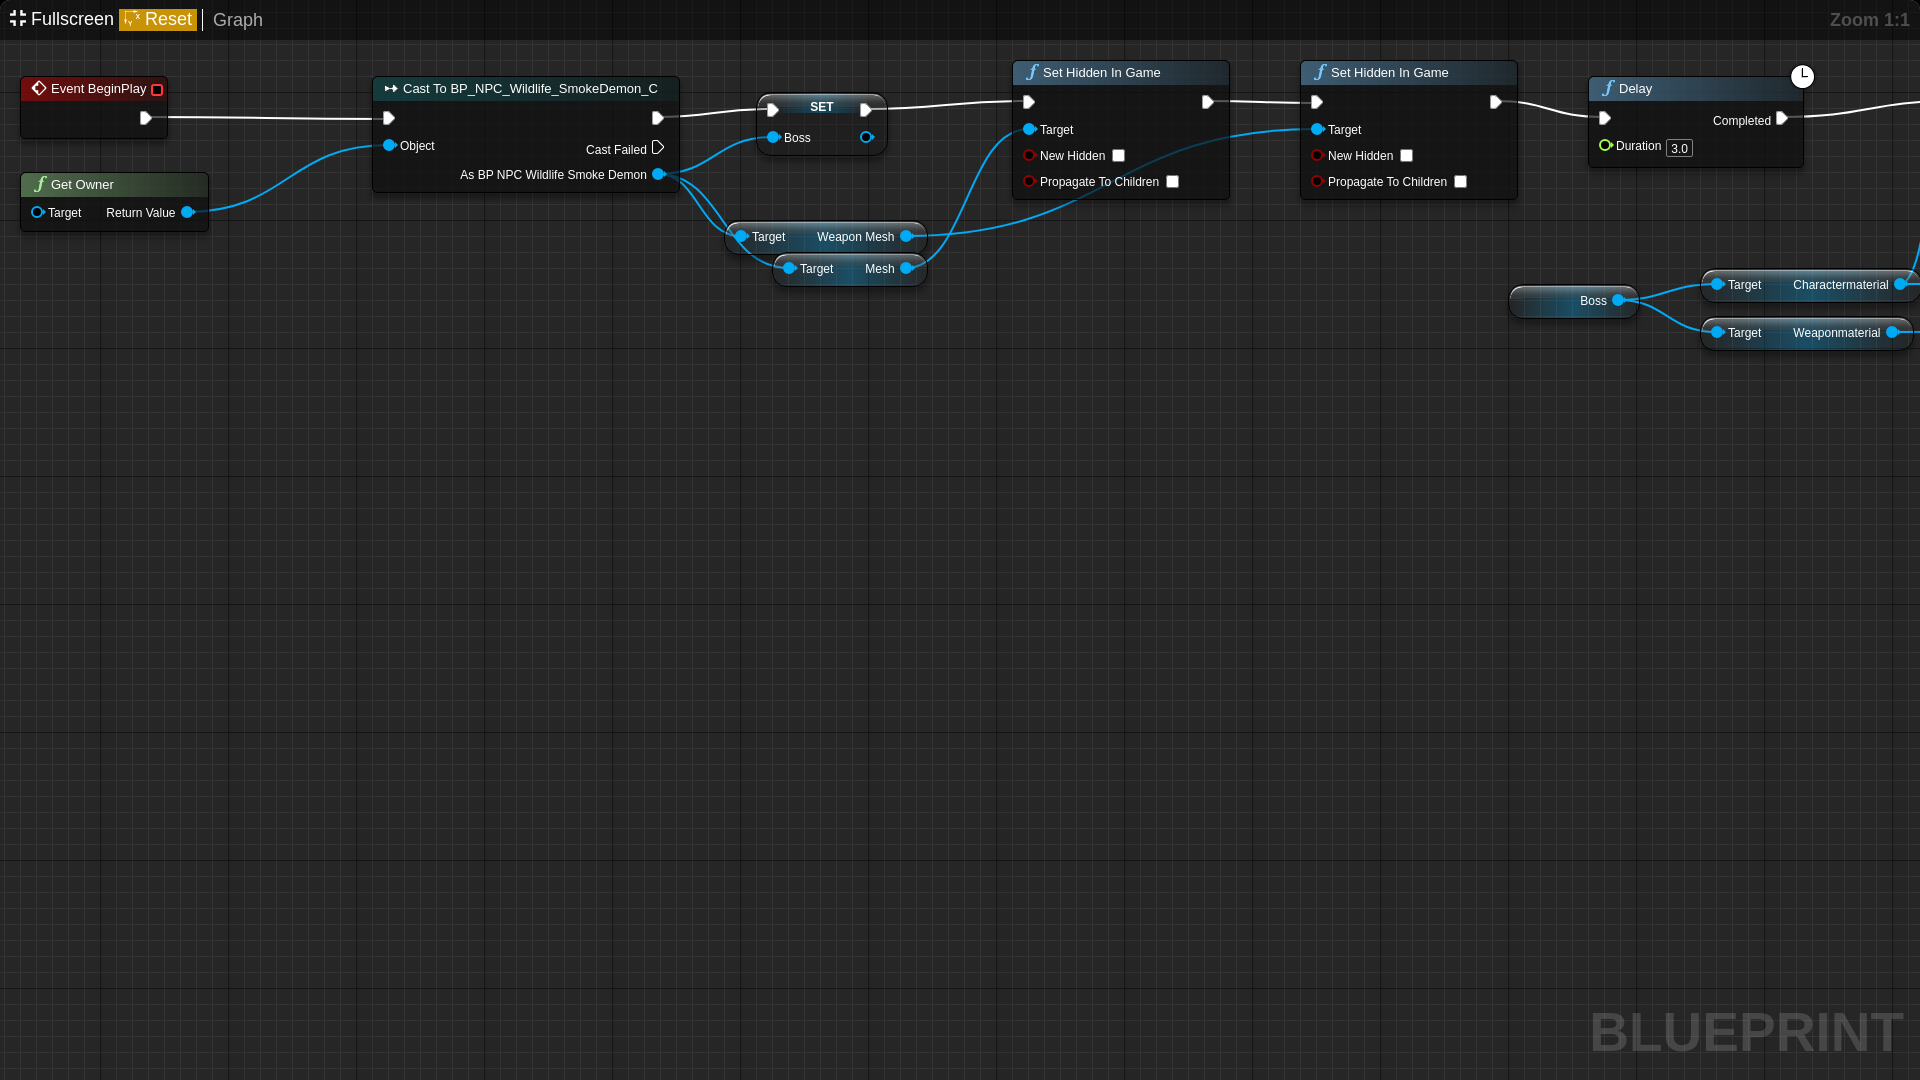 Fullscreen Reset Graph Zoom 1:1
Event BeginPlay
Get Owner
Target Return Value
Cast To BP_NPC_Wildlife_SmokeDemon_C
Object
Cast Failed
As BP NPC Wildlife Smoke Demon
SET
Boss
Target Weapon Mesh
Target Mesh
Set Hidden In Game
Target
New Hidden
Propagate To Children
Set Hidden In Game
Target
New Hidden
Propagate To Children
Delay
Completed
Duration 3.0
Boss
Target Charactermaterial
Target Weaponmaterial
BLUEPRINT